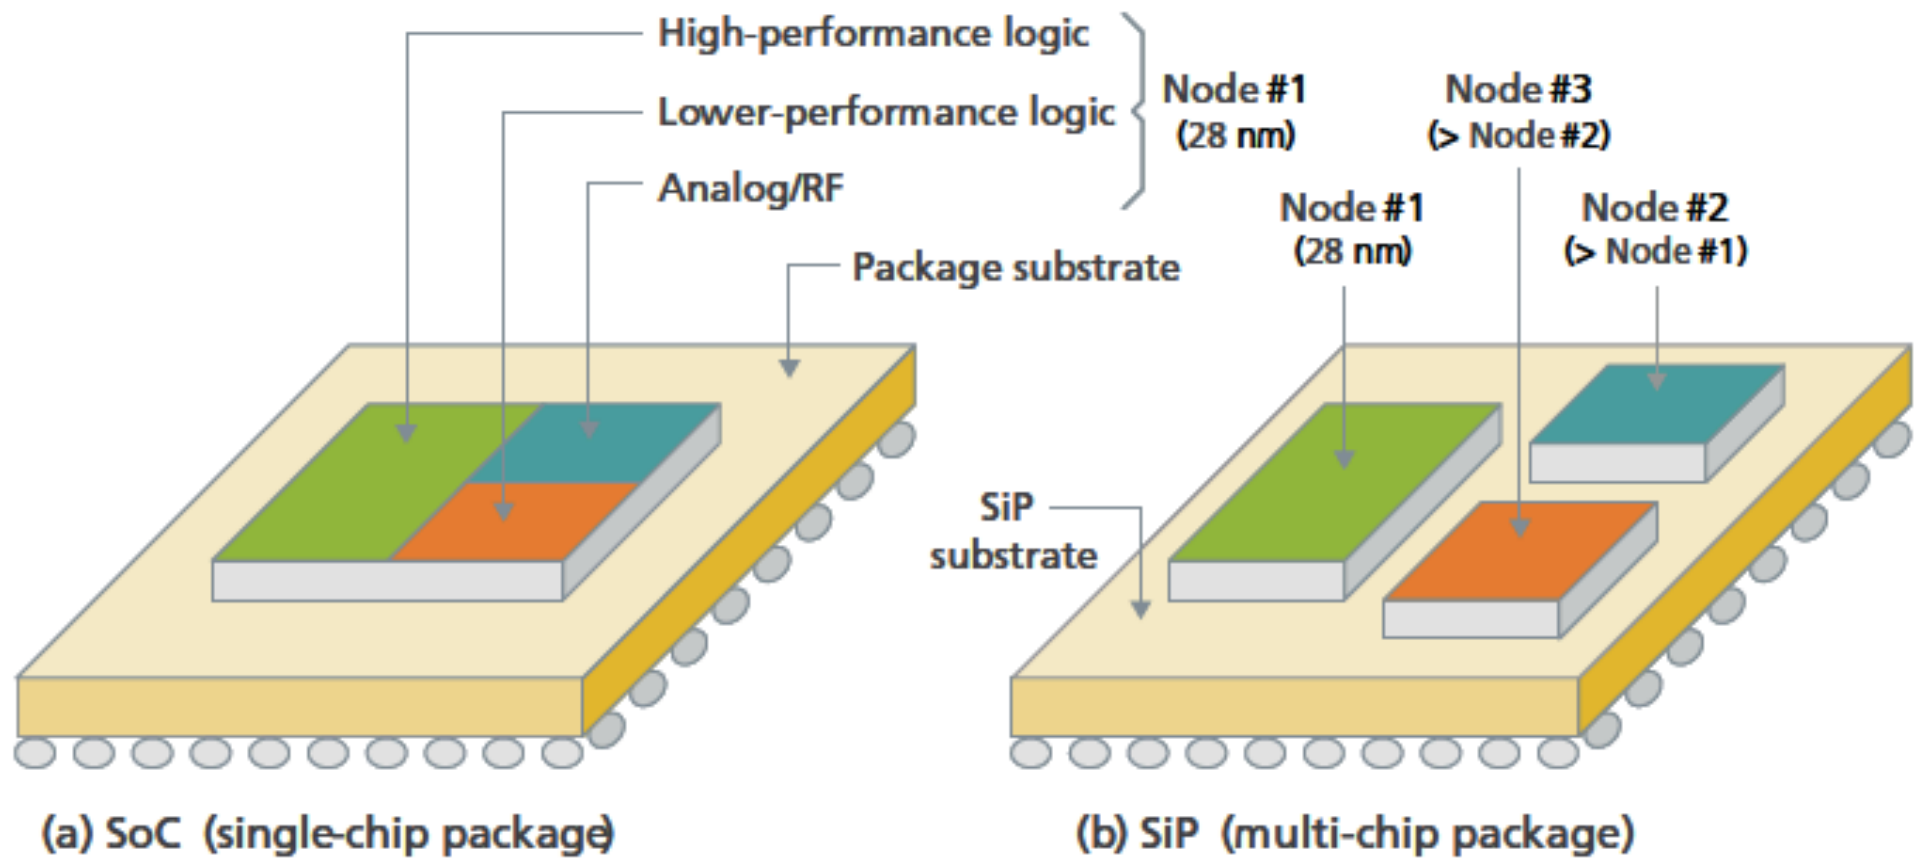 High-performance logic
Lower-performance logic
Analog/RF
Node #1
(28 nm)
Package substrate
Node #3
(> Node #2)
Node #1
(28 nm)
Node #2
(> Node #1)
SiP
substrate
(a) SoC (single-chip package)
(b) SiP (multi-chip package)